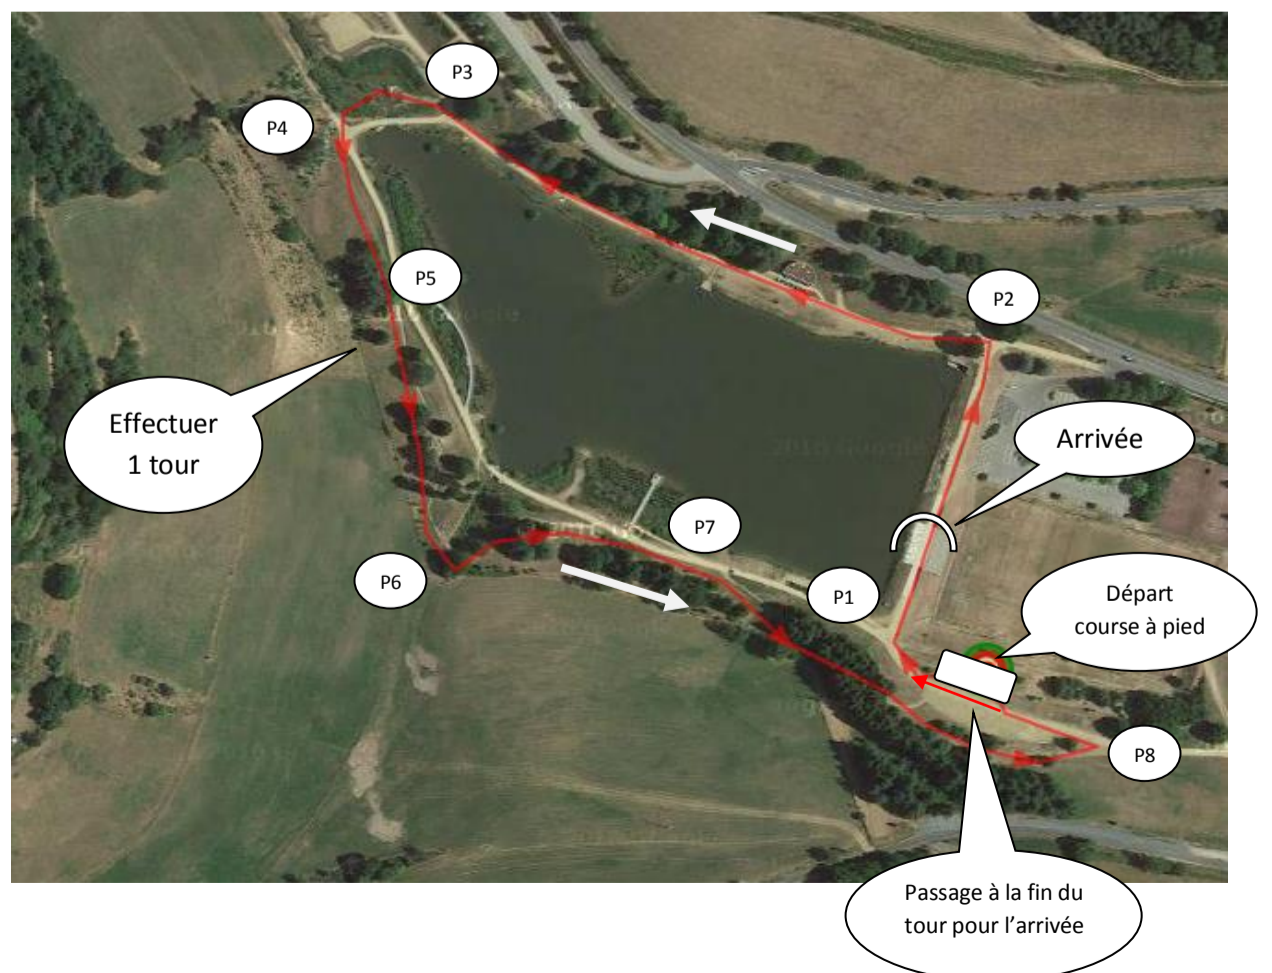 P3
P4
P5
P2
Effectuer
1 tour
Arrivée
P7
P6
P1
Départ
course à pied
P8
Passage à la fin du
tour pour l’arrivée